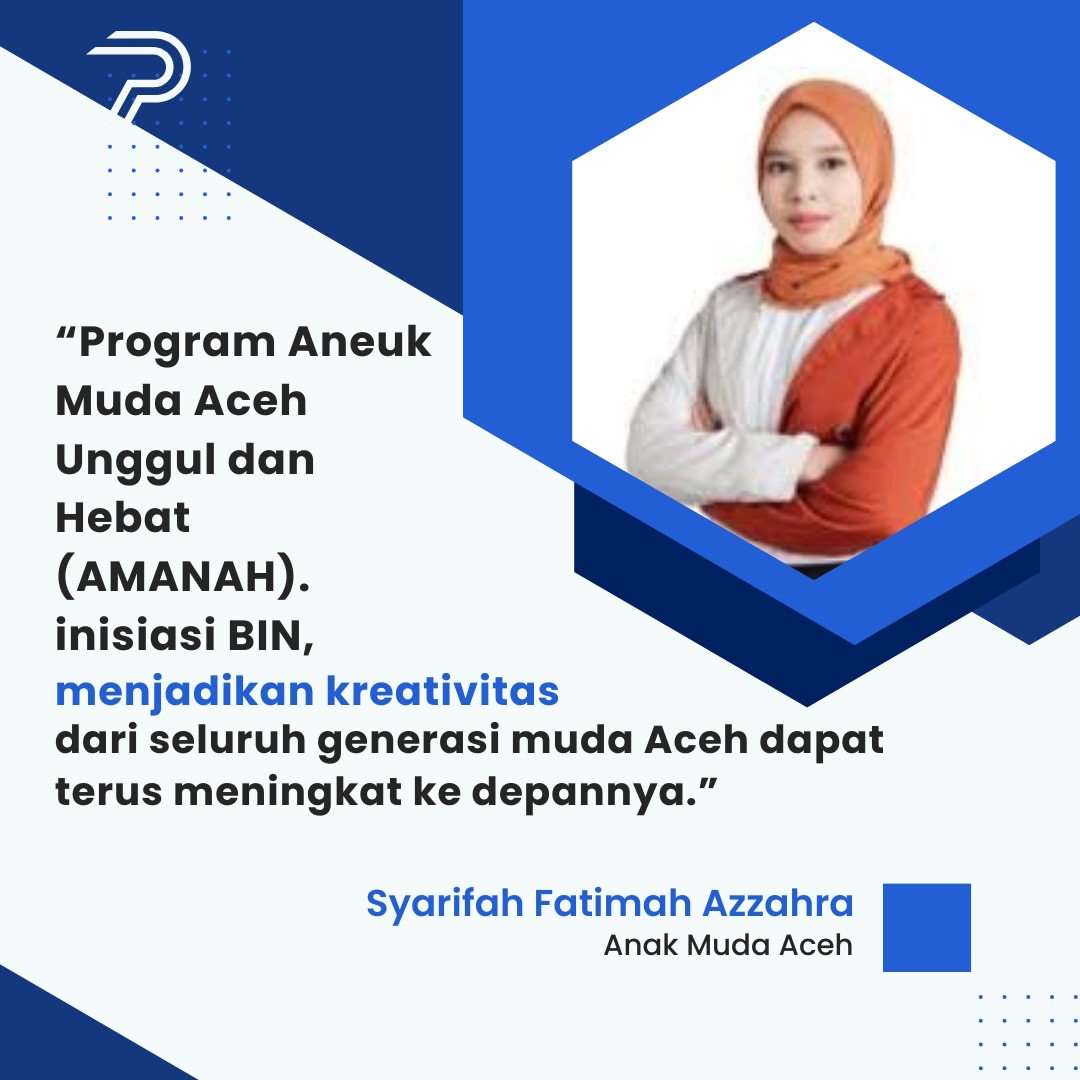 “Program Aneuk
Muda Aceh
Unggul dan
Hebat
(AMANAH).
inisiasi BIN,
menjadikan kreativitas
dari seluruh generasi muda Aceh dapat
terus meningkat ke depannya.”
Syarifah Fatimah Azzahra
Anak Muda Aceh